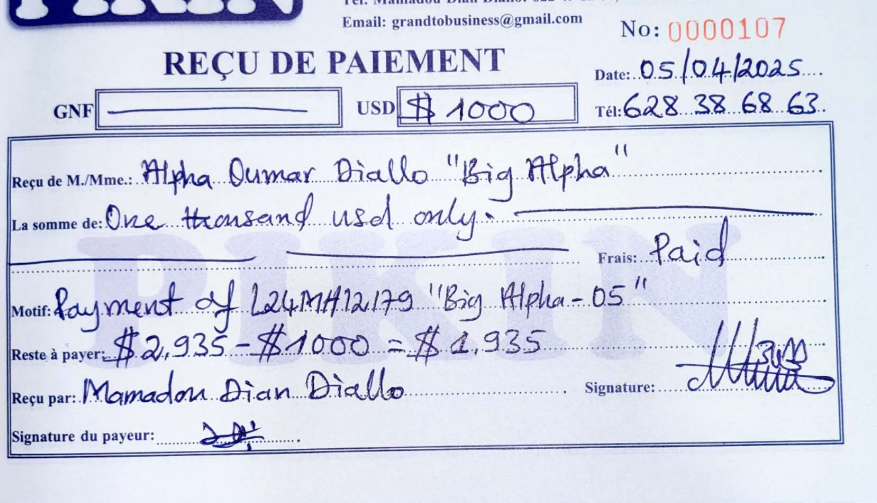 PIKIN
Tel: Mamadou Dian Diallo:
Email: grandtobusiness@gmail.com
No: 0000107
REÇU DE PAIEMENT
Date: 05/04/2025
GNF USD $ 1000 Tél: 628 38 68 63
Reçu de M./Mme.: Alpha Oumar Diallo "Big Alpha"
La somme de: One thousand usd only.
Frais: Paid
Motif: Payment of L24MA12179 "Big Alpha-05"
Reste à payer: $2,935 - $1000 = $1,935
Reçu par: Mamadou Dian Diallo Signature:
Signature du payeur: